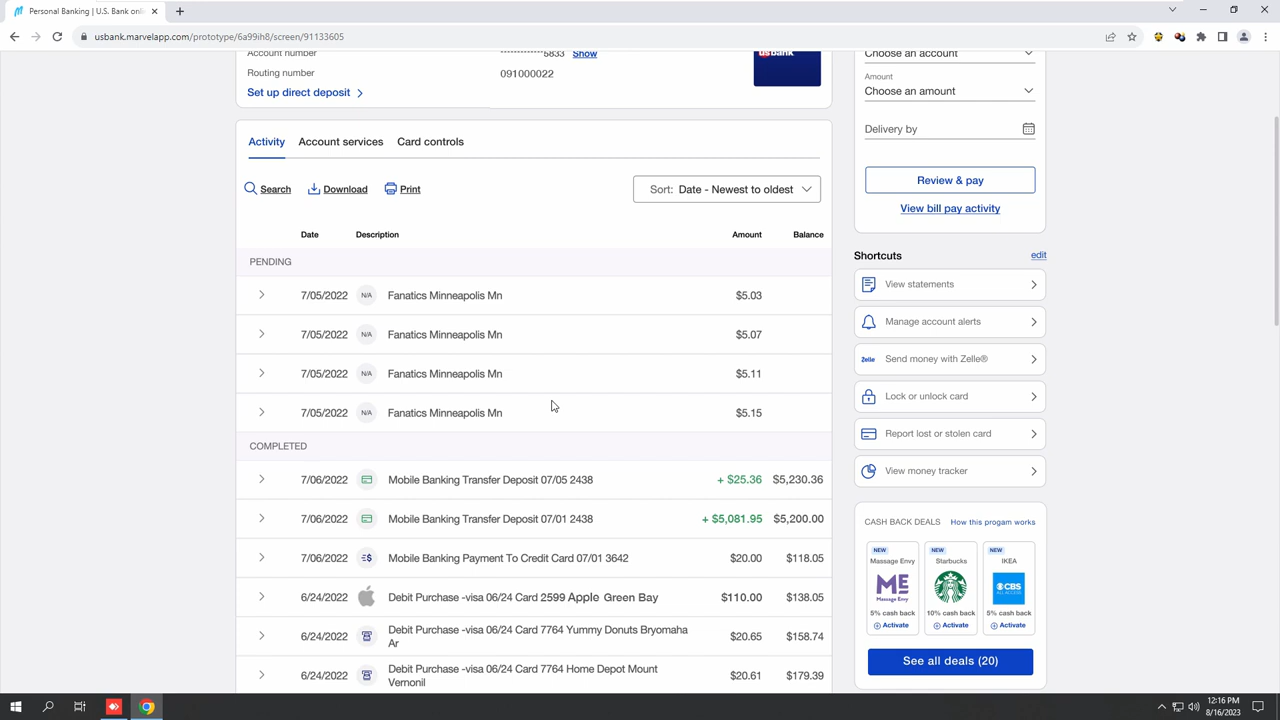 Personal Banking | U.S. Bank onli
usbank.marvelapp.com/prototype/6a99ih8/screen/91133605
Account number ************5833 Show
Routing number 091000022
Set up direct deposit
usbank
Choose an account
Amount
Choose an amount
Delivery by
Review & pay
View bill pay activity
Activity Account services Card controls
Search Download Print
Sort: Date - Newest to oldest
Date Description Amount Balance
PENDING
7/05/2022 N/A Fanatics Minneapolis Mn $5.03
7/05/2022 N/A Fanatics Minneapolis Mn $5.07
7/05/2022 N/A Fanatics Minneapolis Mn $5.11
7/05/2022 N/A Fanatics Minneapolis Mn $5.15
COMPLETED
7/06/2022 Mobile Banking Transfer Deposit 07/05 2438 + $25.36 $5,230.36
7/06/2022 Mobile Banking Transfer Deposit 07/01 2438 + $5,081.95 $5,200.00
7/06/2022 Mobile Banking Payment To Credit Card 07/01 3642 $20.00 $118.05
6/24/2022 Debit Purchase -visa 06/24 Card 2599 Apple Green Bay $110.00 $138.05
6/24/2022 Debit Purchase -visa 06/24 Card 7764 Yummy Donuts Bryomaha $20.65 $158.74
Ar
6/24/2022 Debit Purchase -visa 06/24 Card 7764 Home Depot Mount $20.61 $179.39
Vernonil
Shortcuts edit
View statements
Manage account alerts
Zelle Send money with Zelle®
Lock or unlock card
Report lost or stolen card
View money tracker
CASH BACK DEALS How this progam works
NEW NEW NEW
Massage Envy Starbucks IKEA
ME
Massage Envy
CBS
ALL ACCESS
5% cash back 10% cash back 5% cash back
Activate Activate Activate
See all deals (20)
12:16 PM
8/16/2023